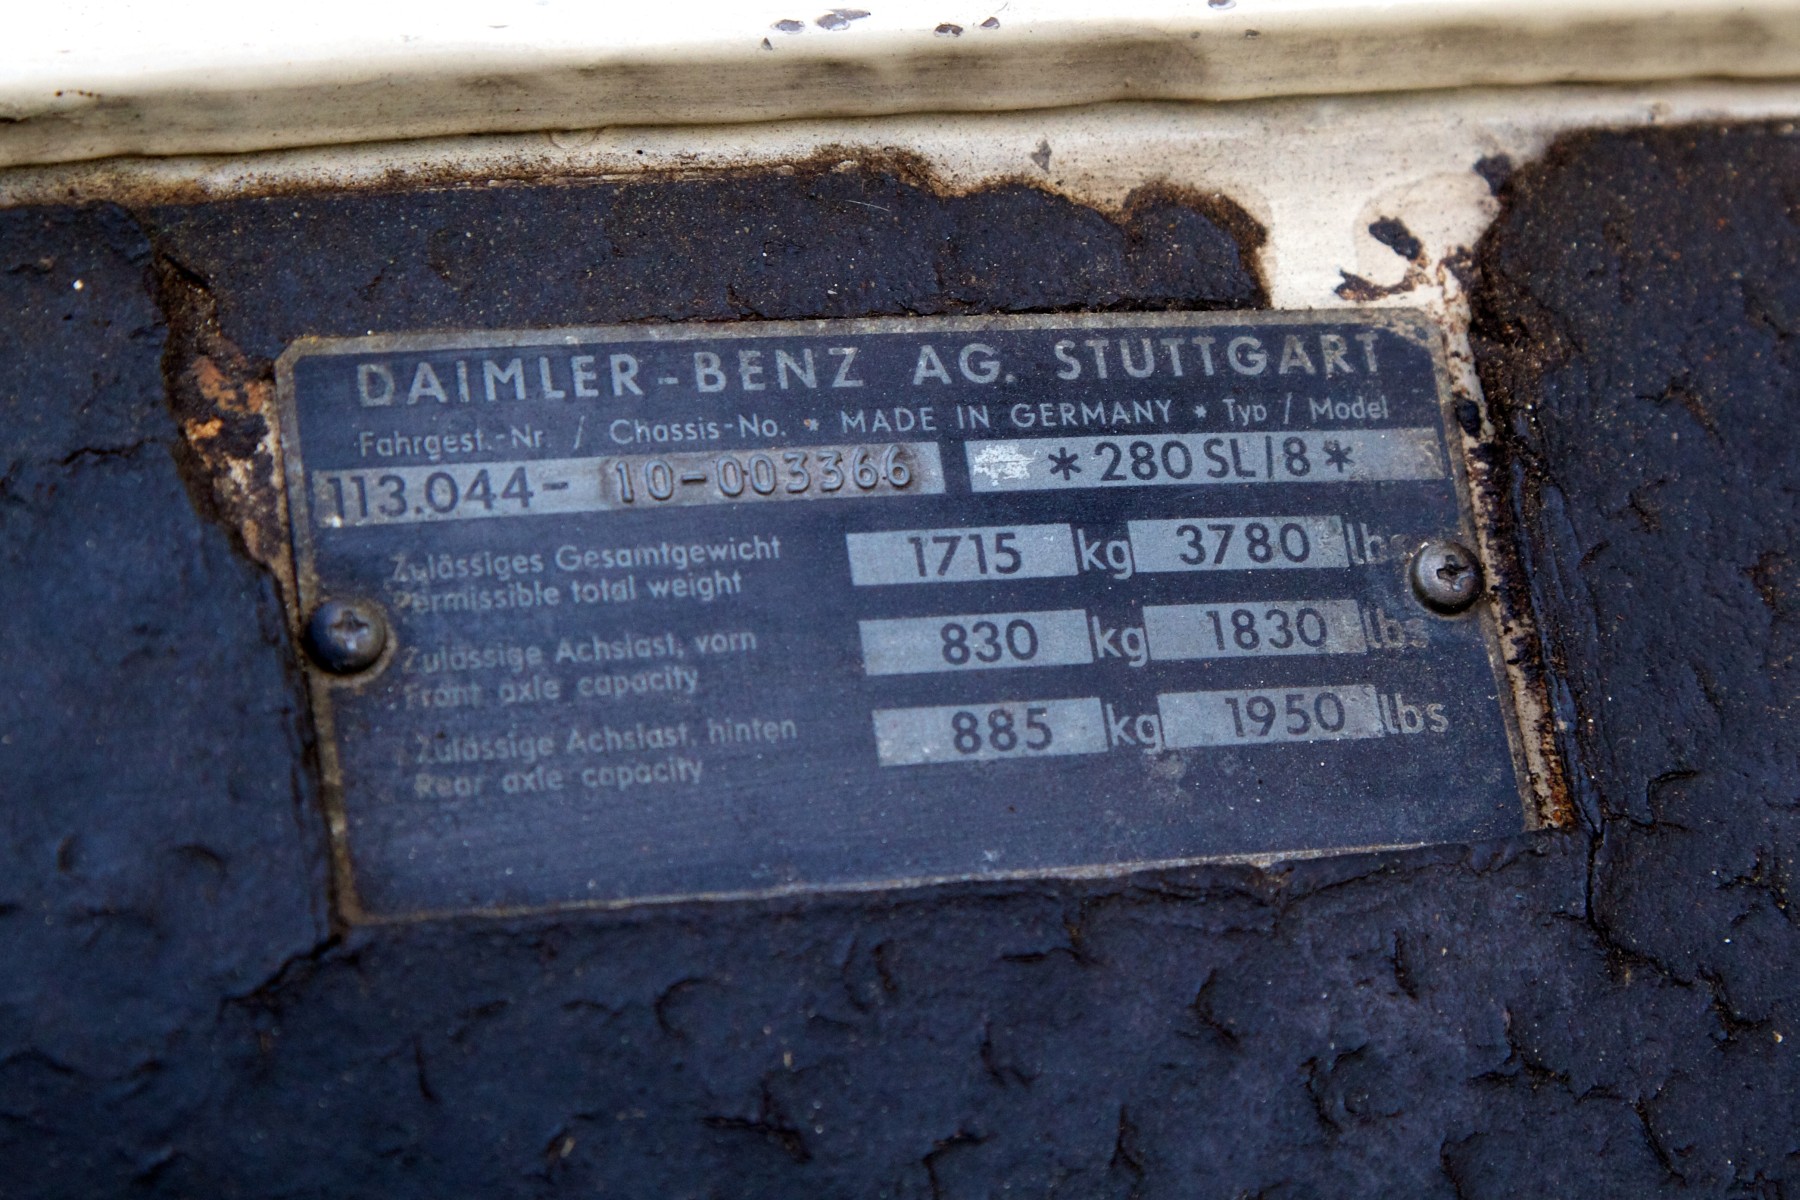 DAIMLER-BENZ AG. STUTTGART
Fahrgest.-Nr. / Chassis-No. * MADE IN GERMANY * Typ / Model
113.044- 10-003366 *280 SL/8*
Zulässiges Gesamtgewicht
Permissible total weight 1715 kg 3780 lbs
Zulässige Achslast, vorn
Front axle capacity 830 kg 1830 lbs
Zulässige Achslast, hinten
Rear axle capacity 885 kg 1950 lbs